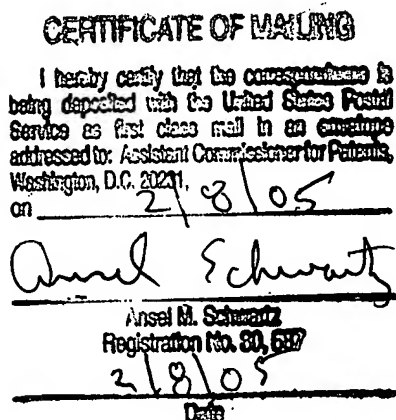 CERTIFICATE OF MAILING
I hereby certify that the correspondence is
being deposited with the United States Postal
Service as first class mail in an envelope
addressed to: Assistant Commissioner for Patents,
Washington, D.C. 20231,
on 2/8/05
Ansel Schwartz
Ansel M. Schwartz
Registration No. 30,587
2/8/05
Date